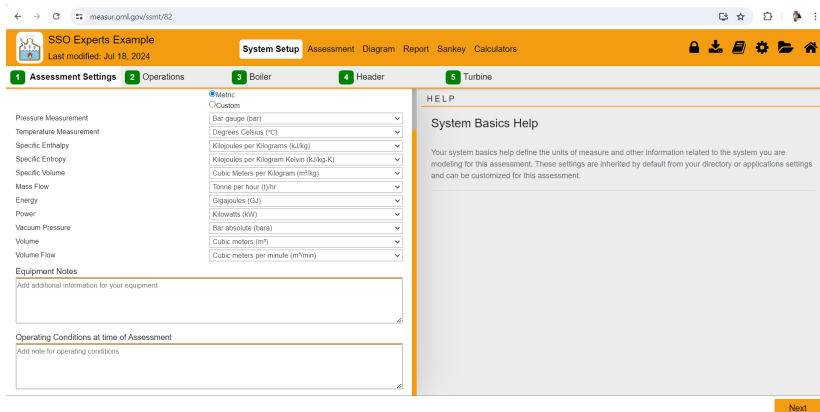 measur.ornl.gov/ssmt/82
SSO Experts Example
Last modified: Jul 18, 2024
System Setup Assessment Diagram Report Sankey Calculators
1 Assessment Settings 2 Operations 3 Boiler 4 Header 5 Turbine
Metric
Custom
Pressure Measurement Bar gauge (bar)
Temperature Measurement Degrees Celsius (℃)
Specific Enthalpy Kilojoules per Kilograms (kJ/kg)
Specific Entropy Kilojoules per Kilogram Kelvin (kJ/kg-K)
Specific Volume Cubic Meters per Kilogram (m³/kg)
Mass Flow Tonne per hour (t)/hr
Energy Gigajoules (GJ)
Power Kilowatts (kW)
Vacuum Pressure Bar absolute (bara)
Volume Cubic meters (m³)
Volume Flow Cubic meters per minute (m³/min)
Equipment Notes
Add additional information for your equipment
Operating Conditions at time of Assessment
Add note for operating conditions
HELP
System Basics Help
Your system basics help define the units of measure and other information related to the system you are
modeling for this assessment. These settings are inherited by default from your directory or applications settings
and can be customized for this assessment.
Next